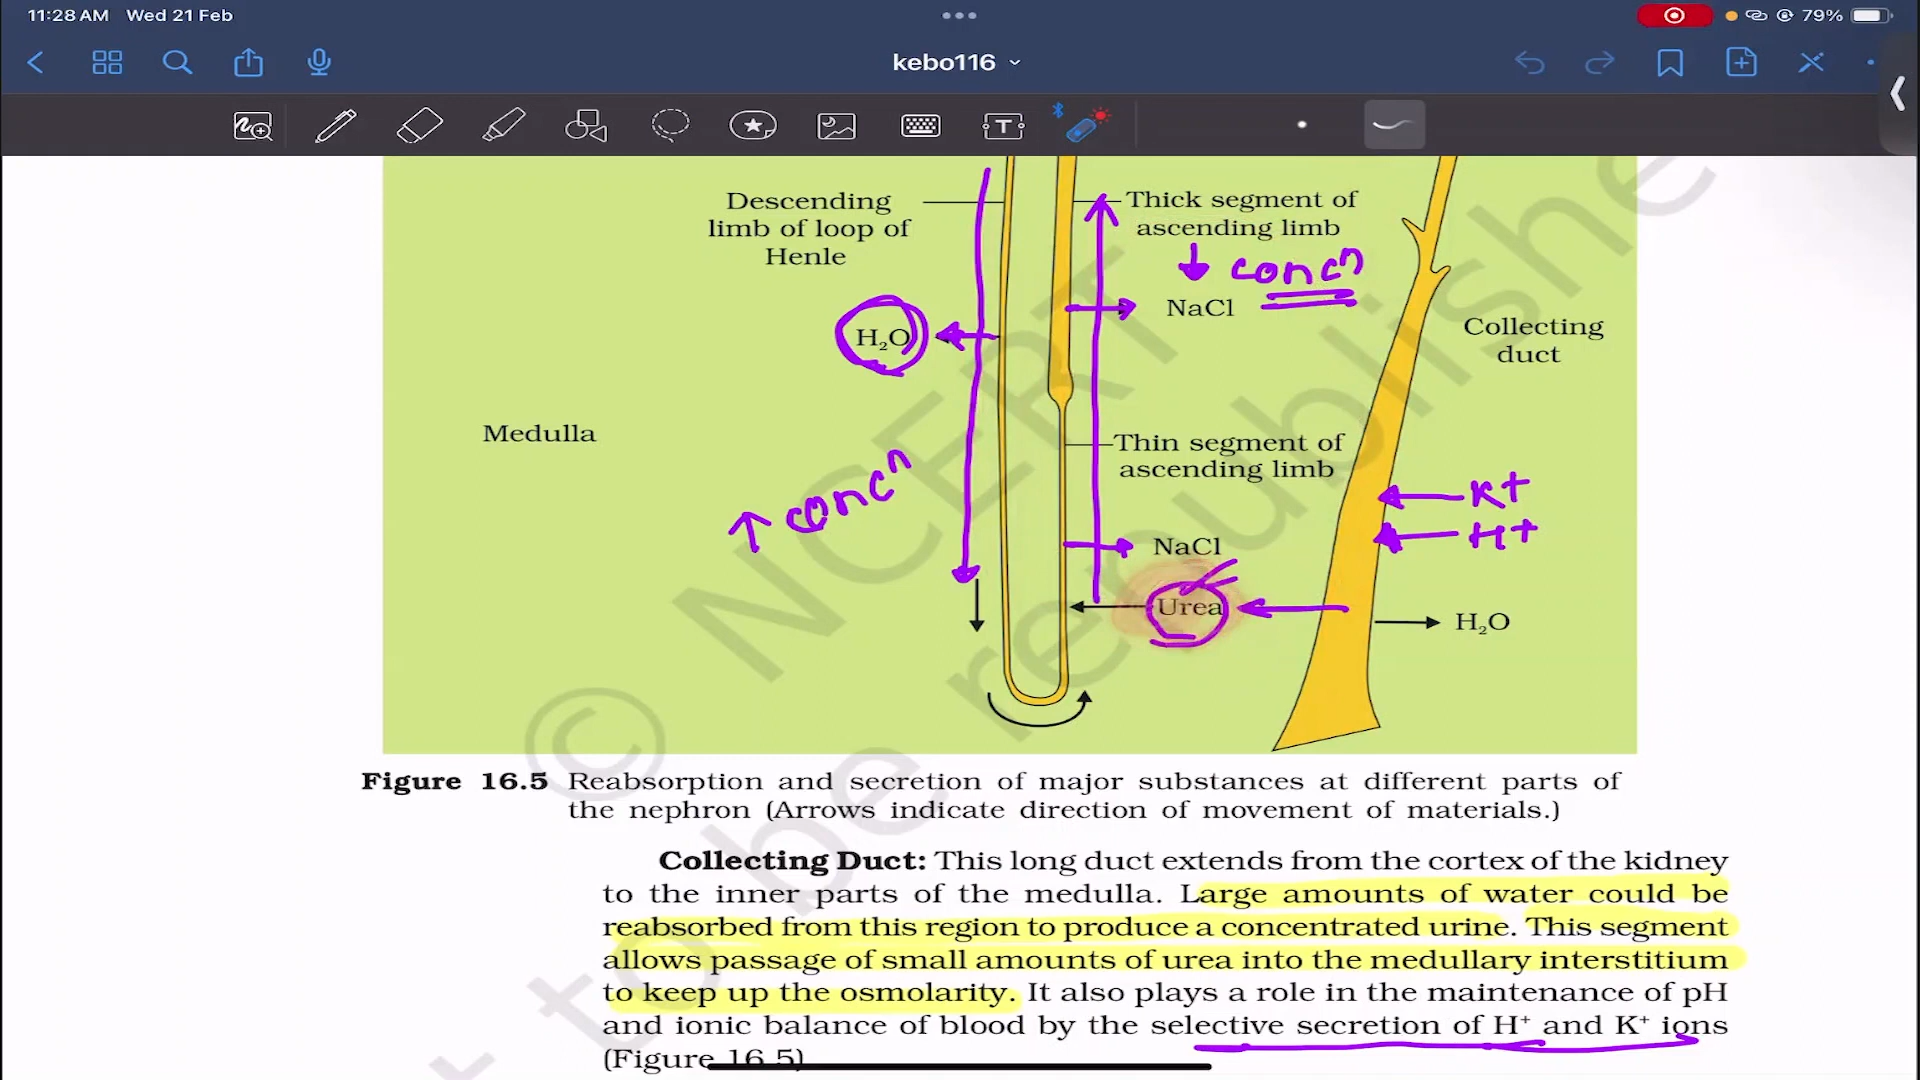 11:28 AM Wed 21 Feb
79%
kebo116
Descending
limb of loop of
Henle
Thick segment of
ascending limb
↓ concⁿ
NaCl
H₂O
Collecting
duct
Medulla
Thin segment of
ascending limb
↑ concⁿ
K+
H+
NaCl
Urea
H₂O
© NCERT
not to be republishe
Figure 16.5 Reabsorption and secretion of major substances at different parts of
the nephron (Arrows indicate direction of movement of materials.)
Collecting Duct: This long duct extends from the cortex of the kidney
to the inner parts of the medulla. Large amounts of water could be
reabsorbed from this region to produce a concentrated urine. This segment
allows passage of small amounts of urea into the medullary interstitium
to keep up the osmolarity. It also plays a role in the maintenance of pH
and ionic balance of blood by the selective secretion of H⁺ and K⁺ ions
(Figure 16.5).